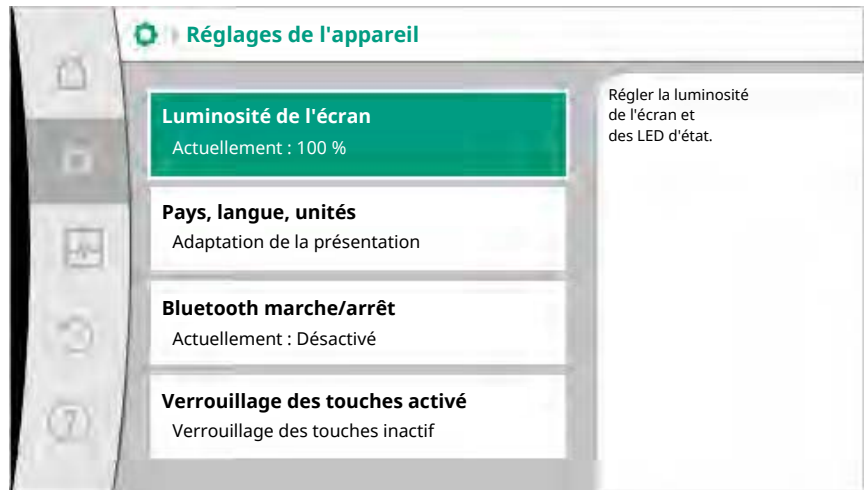 Réglages de l'appareil
Luminosité de l'écran
Actuellement : 100 %
Pays, langue, unités
Adaptation de la présentation
Bluetooth marche/arrêt
Actuellement : Désactivé
Verrouillage des touches activé
Verrouillage des touches inactif
Régler la luminosité
de l'écran et
des LED d'état.